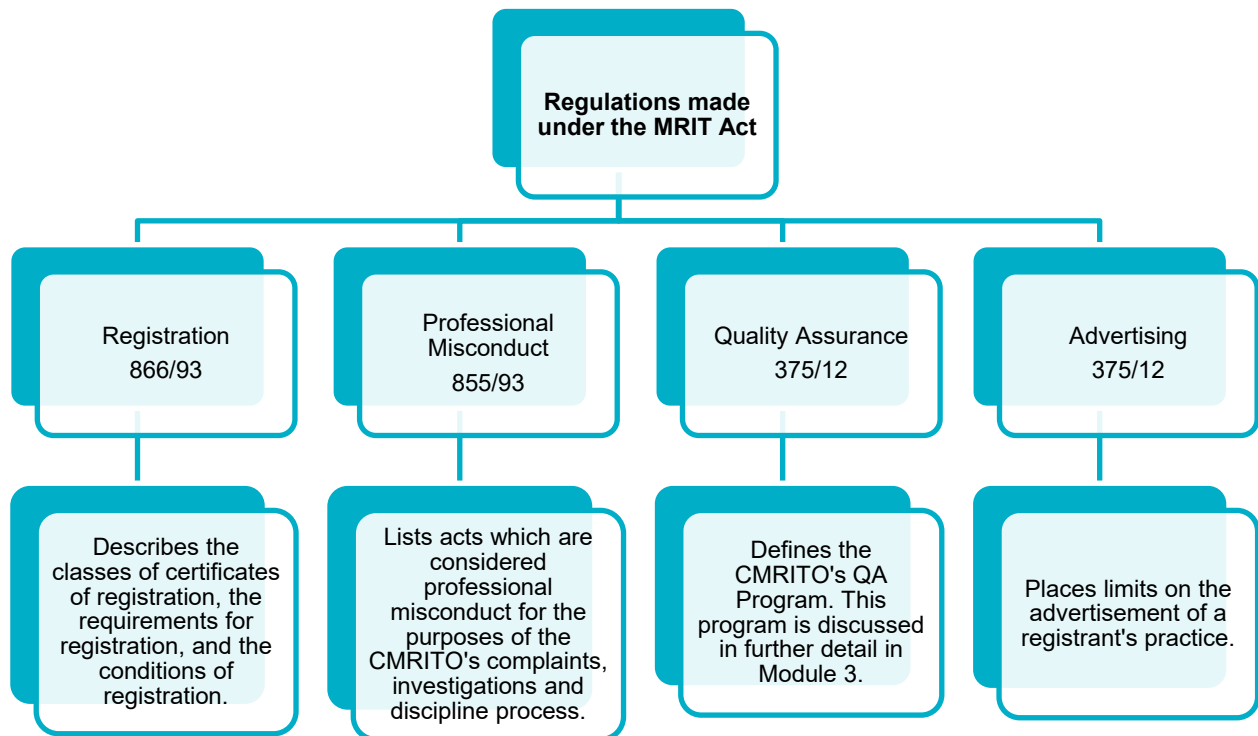 Regulations made
under the MRIT Act
Registration
866/93
Professional
Misconduct
855/93
Quality Assurance
375/12
Advertising
375/12
Describes the
classes of certificates
of registration, the
requirements for
registration, and the
conditions of
registration.
Lists acts which are
considered
professional
misconduct for the
purposes of the
CMRITO's complaints,
investigations and
discipline process.
Defines the
CMRITO's QA
Program. This
program is discussed
in further detail in
Module 3.
Places limits on the
advertisement of a
registrant's practice.